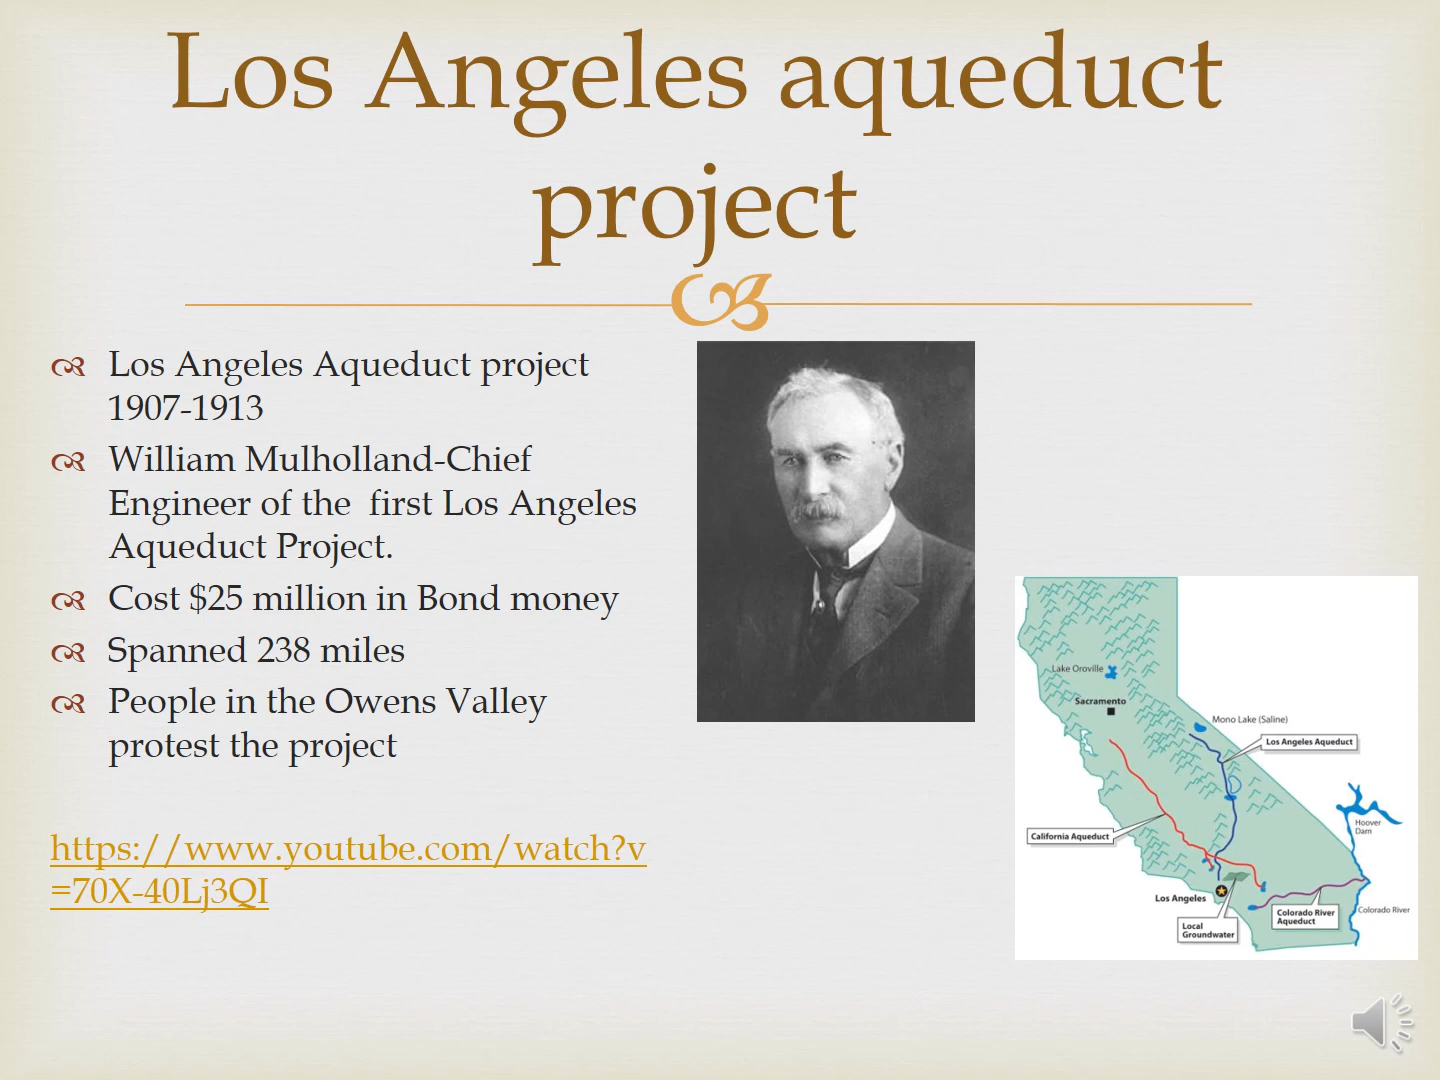 Los Angeles aqueduct
project
Los Angeles Aqueduct project
1907-1913
William Mulholland-Chief
Engineer of the  first Los Angeles
Aqueduct Project.
Cost $25 million in Bond money
Spanned 238 miles
People in the Owens Valley
protest the project
https://www.youtube.com/watch?v
=70X-40Lj3QI
Lake Oroville
Sacramento
Mono Lake (Saline)
Los Angeles Aqueduct
Hoover
Dam
California Aqueduct
Los Angeles
Colorado River
Aqueduct
Colorado River
Local
Groundwater